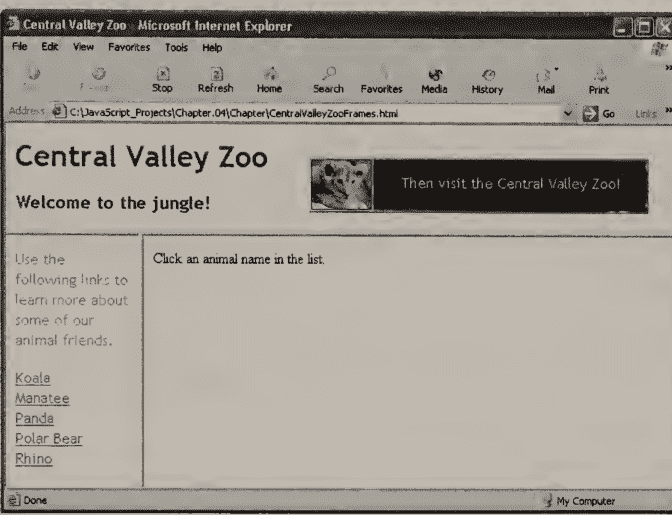 Central Valley Zoo - Microsoft Internet Explorer
File Edit View Favorites Tools Help
Stop Refresh Home Search Favorites Media History Mail Print
Address C:\JavaScript_Projects\Chapter.04\Chapter\CentralValleyZooFrames.html Go Links
Central Valley Zoo
Welcome to the jungle!
Then visit the Central Valley Zoo!
Use the
following links to
learn more about
some of our
animal friends.
Koala
Manatee
Panda
Polar Bear
Rhino
Click an animal name in the list.
Done My Computer